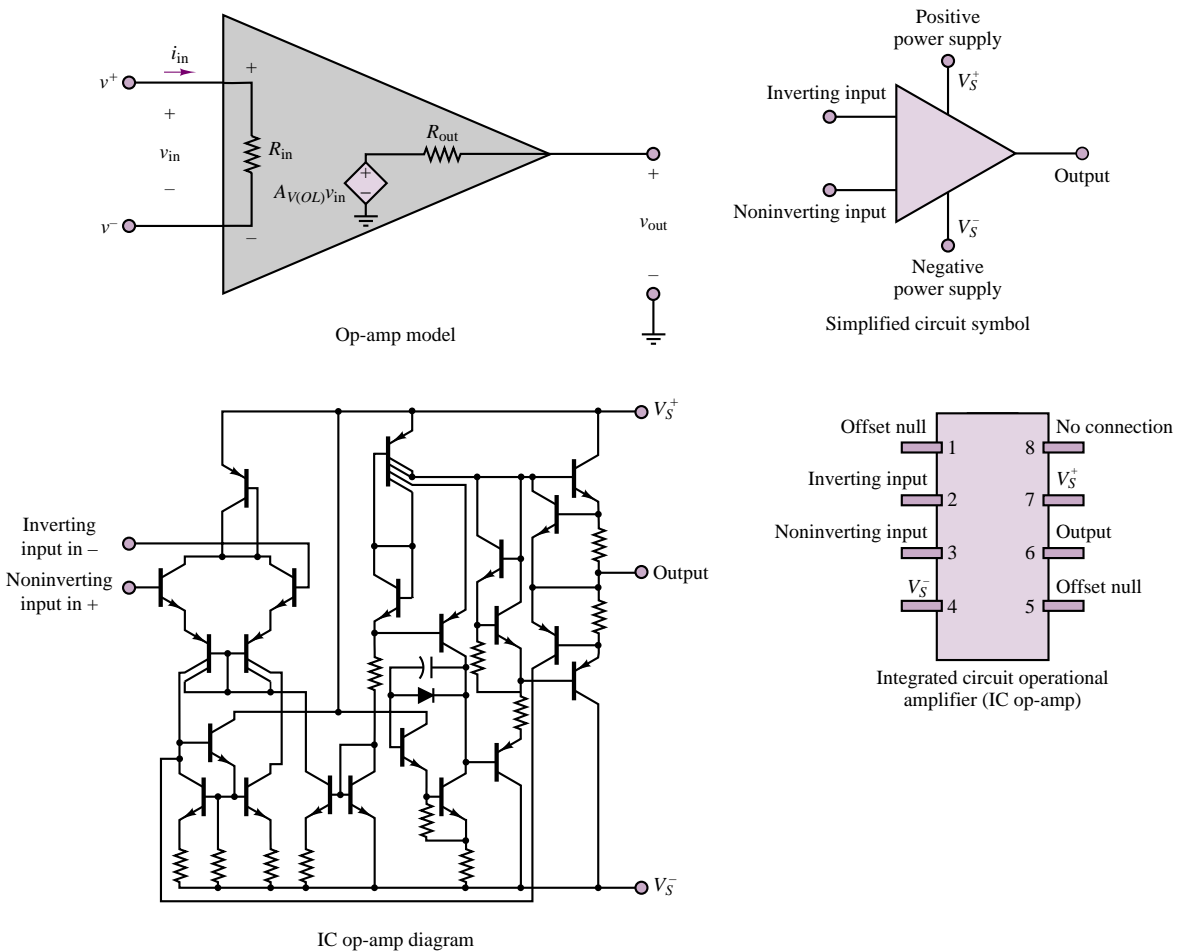 i_in
v⁺
+
+
v_in
−
R_in
−
v⁻
R_out
+
−
A_V(OL)v_in
+
v_out
−
Op-amp model
Positive
power supply
V_S⁺
Inverting input
Noninverting input
Output
V_S⁻
Negative
power supply
Simplified circuit symbol
V_S⁺
Inverting
input in –
Noninverting
input in +
Output
V_S⁻
IC op-amp diagram
Offset null
1
8
No connection
Inverting input
2
7
V_S⁺
Noninverting input
3
6
Output
V_S⁻
4
5
Offset null
Integrated circuit operational
amplifier (IC op-amp)